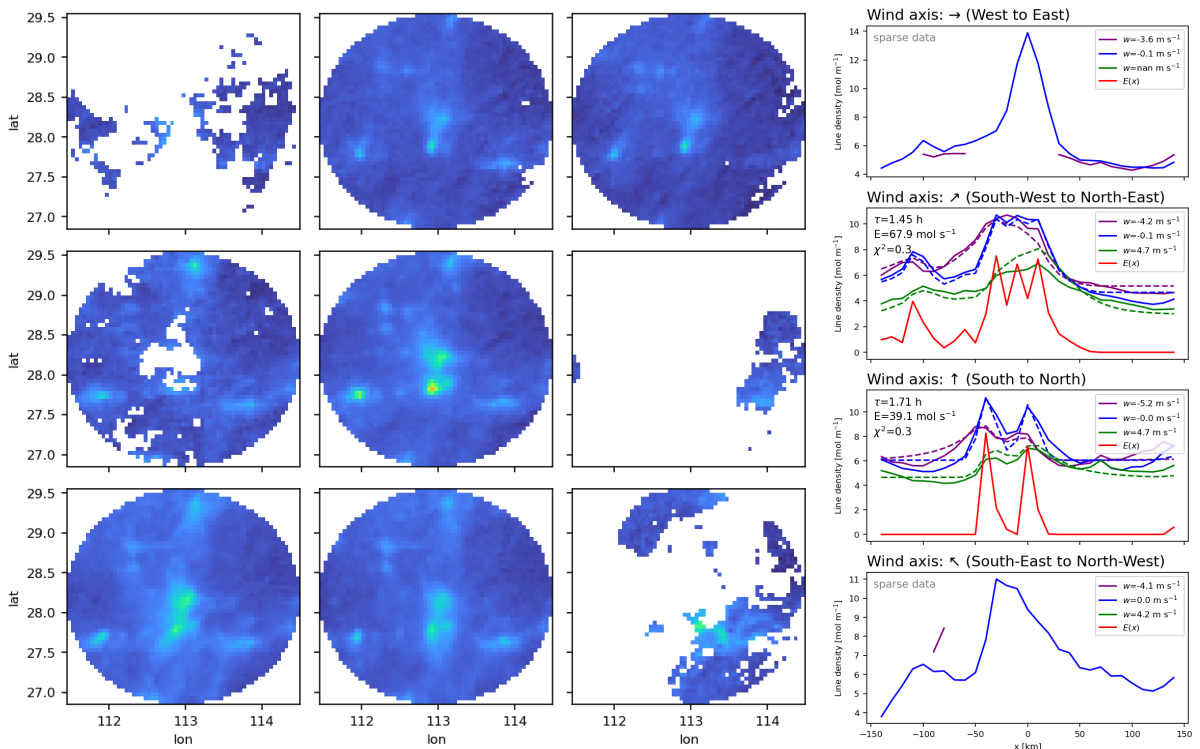 29.5
29.0
28.5
lat
28.0
27.5
27.0
29.5
29.0
28.5
lat
28.0
27.5
27.0
29.5
29.0
28.5
lat
28.0
27.5
27.0
112 113 114
lon
112 113 114
lon
112 113 114
lon
Wind axis: → (West to East)
sparse data
w=-3.6 m s⁻¹
w=-0.1 m s⁻¹
w=nan m s⁻¹
E(x)
Line density [mol m⁻¹]
14
12
10
8
6
4
Wind axis: ↗ (South-West to North-East)
τ=1.45 h
E=67.9 mol s⁻¹
χ²=0.3
w=-4.2 m s⁻¹
w=-0.1 m s⁻¹
w=4.7 m s⁻¹
E(x)
Line density [mol m⁻¹]
10
8
6
4
2
0
Wind axis: ↑ (South to North)
τ=1.71 h
E=39.1 mol s⁻¹
χ²=0.3
w=-5.2 m s⁻¹
w=-0.0 m s⁻¹
w=4.7 m s⁻¹
E(x)
Line density [mol m⁻¹]
10
8
6
4
2
0
Wind axis: ↖ (South-East to North-West)
sparse data
w=-4.1 m s⁻¹
w=0.0 m s⁻¹
w=4.2 m s⁻¹
E(x)
Line density [mol m⁻¹]
11
10
9
8
7
6
5
4
−150 −100 −50 0 50 100 150
x [km]